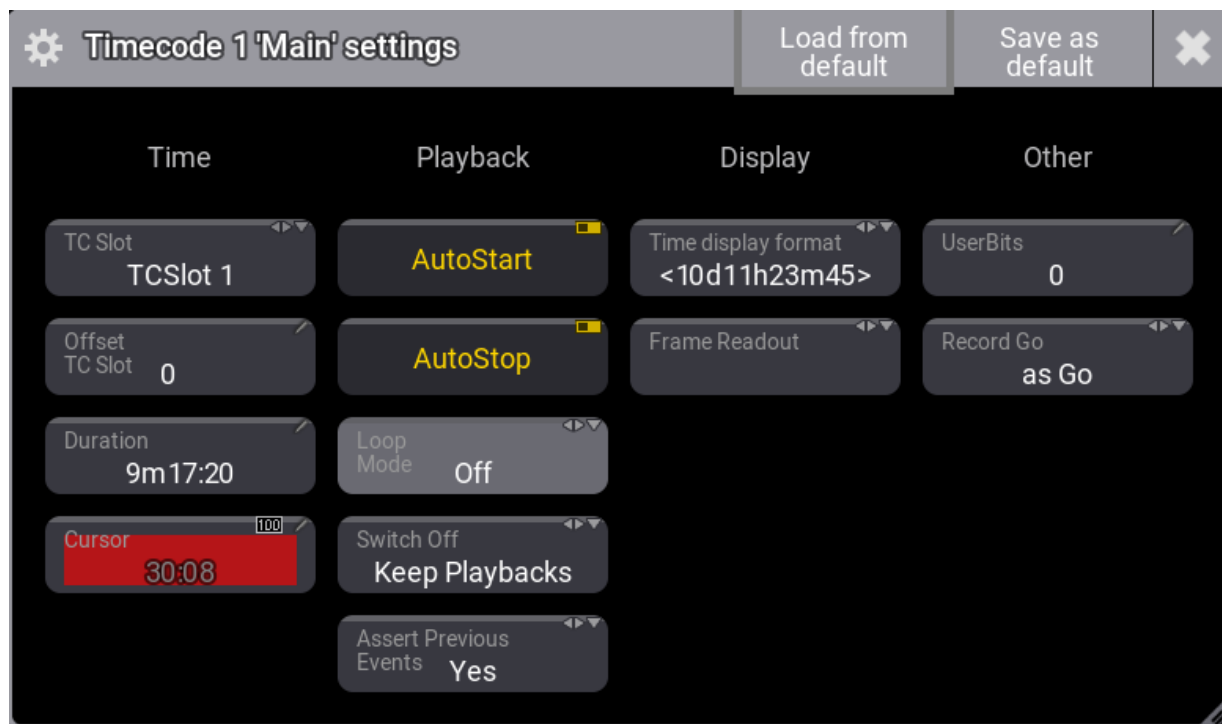 Timecode 1 'Main' settings
Load from
default
Save as
default
Time
Playback
Display
Other
TC Slot
TCSlot 1
AutoStart
Time display format
<10d11h23m45>
UserBits
0
Offset
TC Slot
0
AutoStop
Frame Readout
Record Go
as Go
Duration
9m17:20
Loop
Mode
Off
Cursor
100
30:08
Switch Off
Keep Playbacks
Assert Previous
Events
Yes